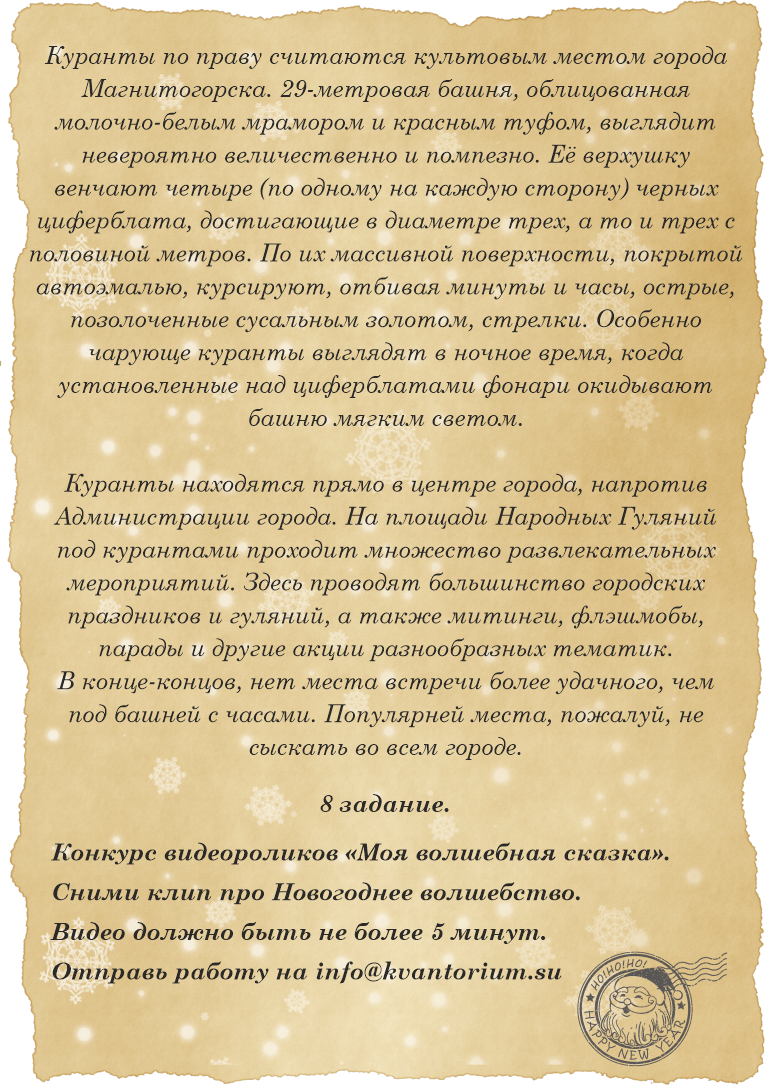 Куранты по праву считаются культовым местом города
Магнитогорска. 29-метровая башня, облицованная
молочно-белым мрамором и красным туфом, выглядит
невероятно величественно и помпезно. Её верхушку
венчают четыре (по одному на каждую сторону) черных
циферблата, достигающие в диаметре трех, а то и трех с
половиной метров. По их массивной поверхности, покрытой
автоэмалью, курсируют, отбивая минуты и часы, острые,
позолоченные сусальным золотом, стрелки. Особенно
чарующе куранты выглядят в ночное время, когда
установленные над циферблатами фонари окидывают
башню мягким светом.
Куранты находятся прямо в центре города, напротив
Администрации города. На площади Народных Гуляний
под курантами проходит множество развлекательных
мероприятий. Здесь проводят большинство городских
праздников и гуляний, а также митинги, флэшмобы,
парады и другие акции разнообразных тематик.
В конце-концов, нет места встречи более удачного, чем
под башней с часами. Популярней места, пожалуй, не
сыскать во всем городе.
8 задание.
Конкурс видеороликов «Моя волшебная сказка».
Сними клип про Новогоднее волшебство.
Видео должно быть не более 5 минут.
Отправь работу на info@kvantorium.su
HO!HO!HO!
HAPPY NEW YEAR